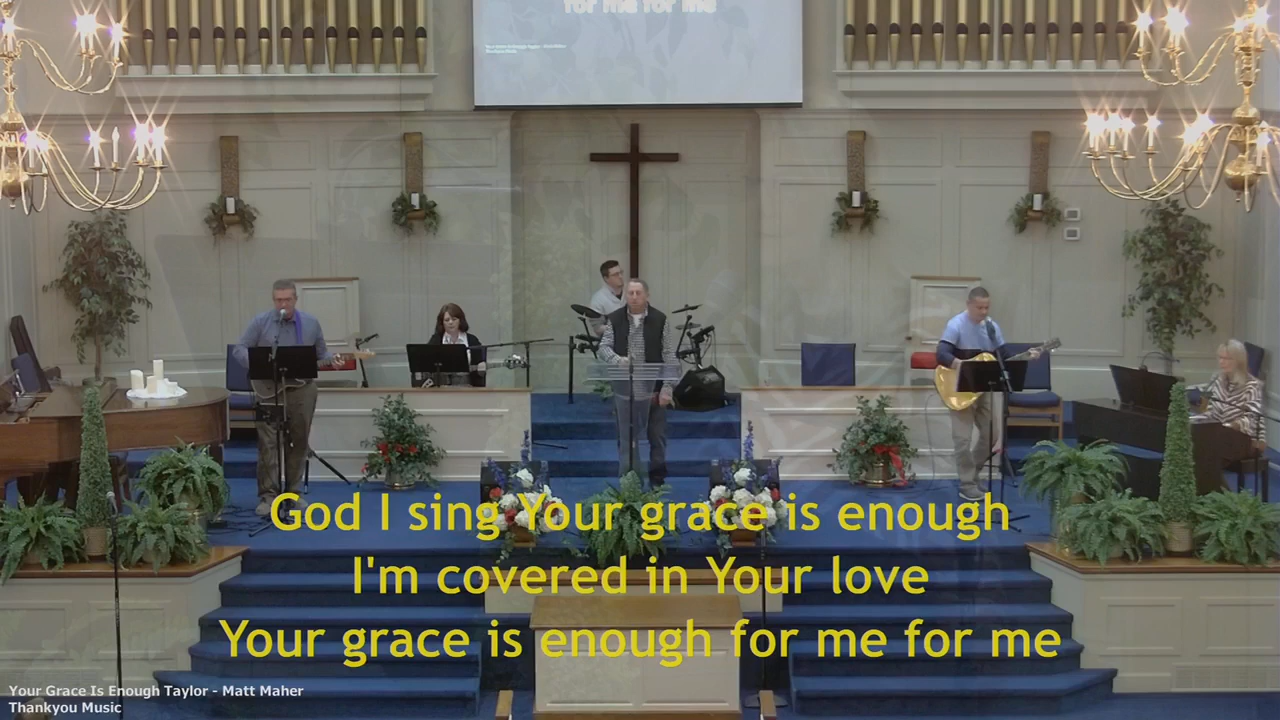 for me for me
God I sing Your grace is enough
I'm covered in Your love
Your grace is enough for me for me
Your Grace Is Enough Taylor - Matt Maher
Thankyou Music